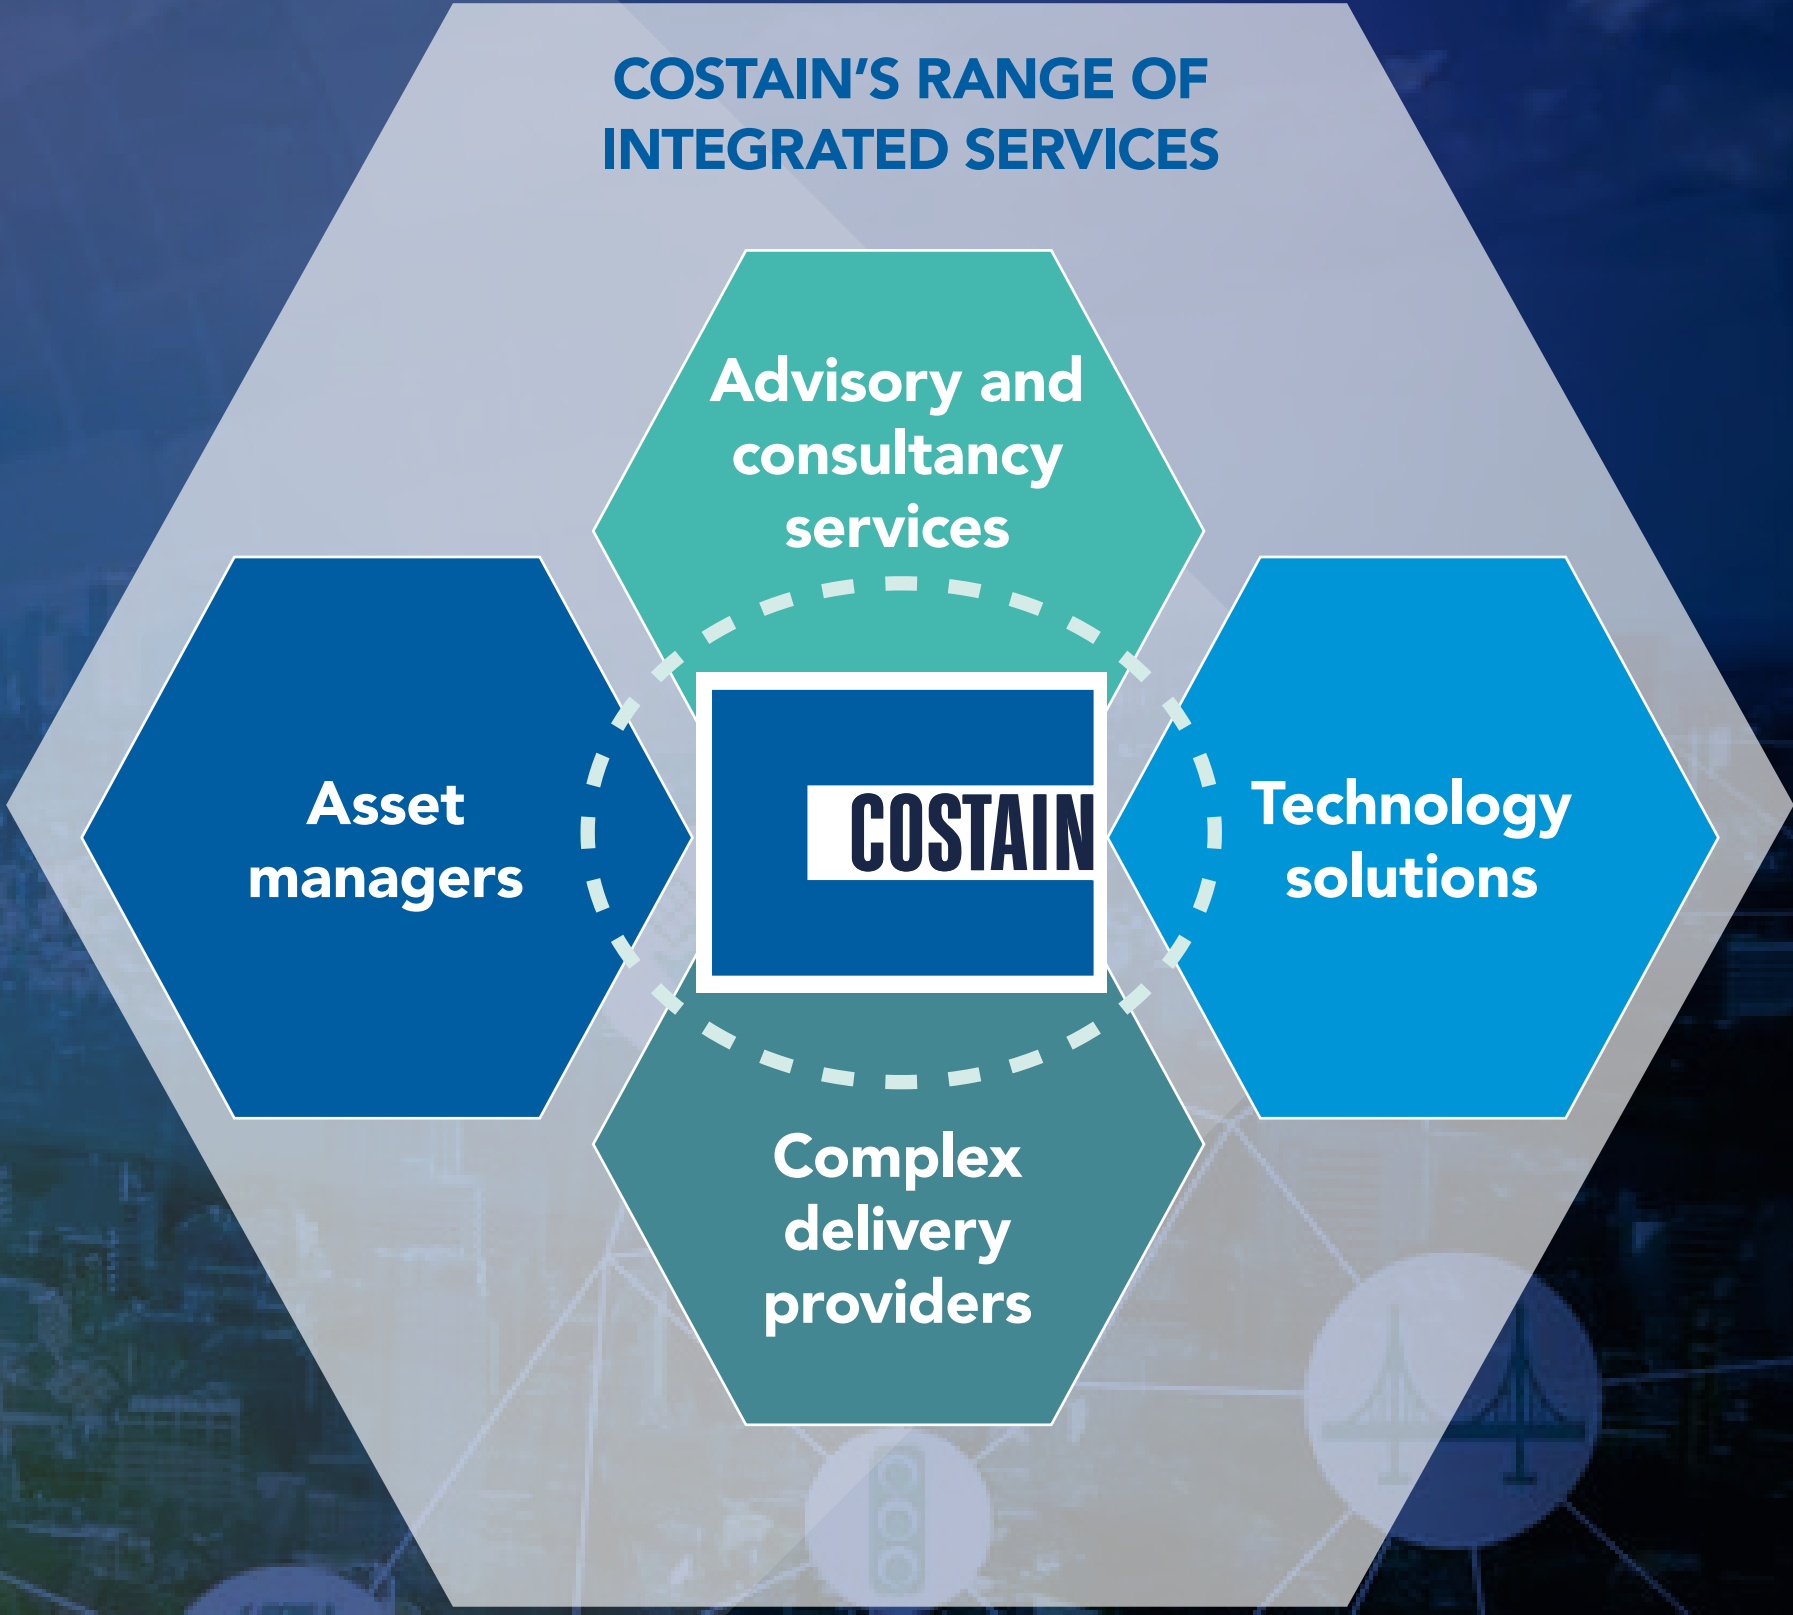 COSTAIN'S RANGE OF
INTEGRATED SERVICES
Advisory and
consultancy
services
Asset
managers
COSTAIN
Technology
solutions
Complex
delivery
providers